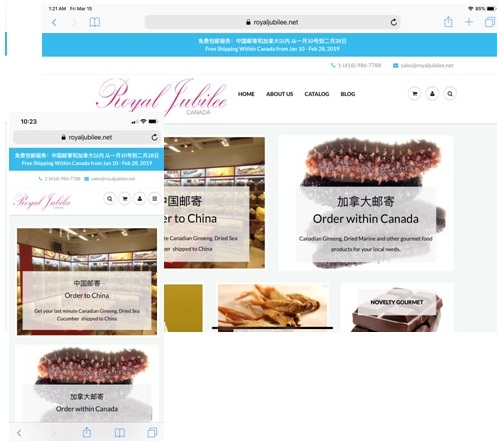 1:21 AM Fri Mar 15
85%
royaljubilee.net
免费包邮服务：中国邮寄和加拿大以内 从一月10号到二月28日
Free Shipping Within Canada from Jan 10 - Feb 28, 2019
1-(416)-986-7788 sales@royaljubilee.net
Royal Jubilee
CANADA
HOME ABOUT US CATALOG BLOG
国邮寄
er to China
te Canadian Ginseng, Dried Sea
er shipped to China
加拿大邮寄
Order within Canada
Canadian Ginseng, Dried Marine and other gourmet food
products for your local needs.
NOVELTY GOURMET
10:23
royaljubilee.net
免费包邮服务：中国邮寄和加拿大以内 从一月10号到二月28日
Free Shipping Within Canada from Jan 10 - Feb 28, 2019
1-(416)-986-7788 sales@royaljubilee.net
Royal Jubilee
中国邮寄
Order to China
Get your last minute Canadian Ginseng, Dried Sea
Cucumber shipped to China
加拿大邮寄
Order within Canada